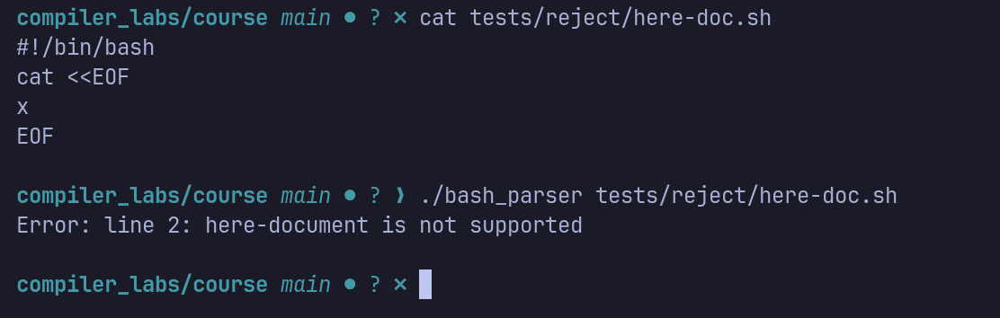 compiler_labs/course main ● ? × cat tests/reject/here-doc.sh
#!/bin/bash
cat <<EOF
x
EOF
compiler_labs/course main ● ? ❯ ./bash_parser tests/reject/here-doc.sh
Error: line 2: here-document is not supported
compiler_labs/course main ● ? ×